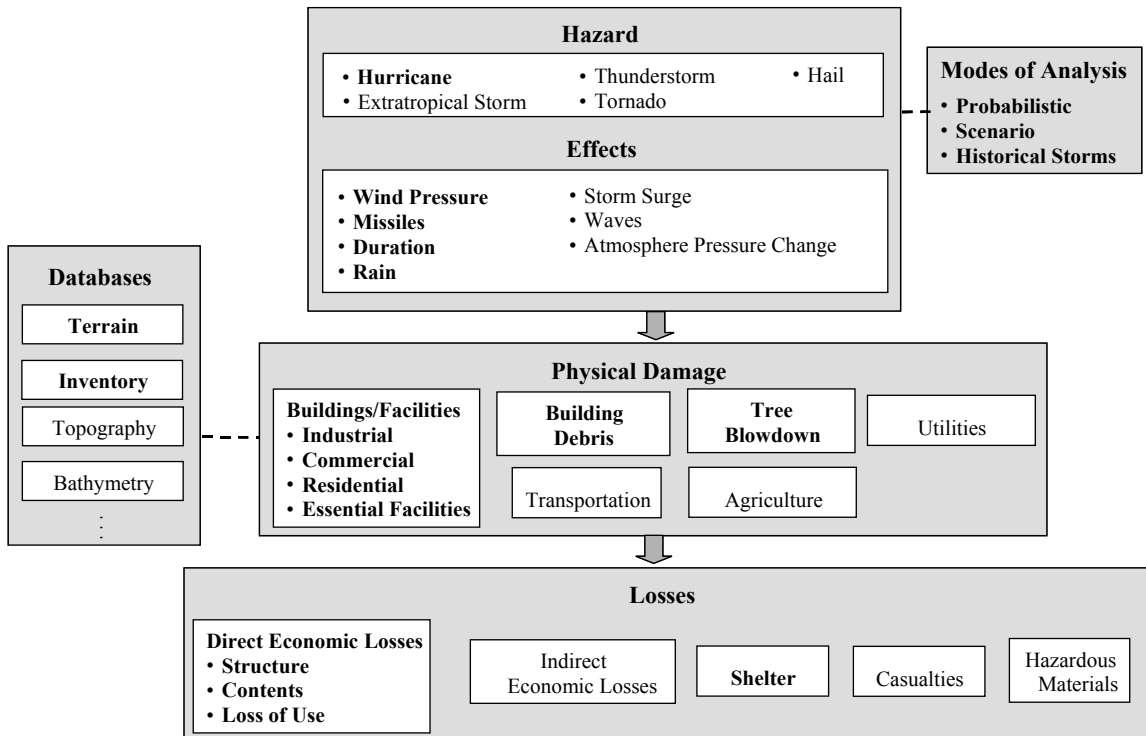 Hazard
• Hurricane
• Extratropical Storm
• Thunderstorm
• Tornado
• Hail
Effects
• Wind Pressure
• Missiles
• Duration
• Rain
• Storm Surge
• Waves
• Atmosphere Pressure Change
Modes of Analysis
• Probabilistic
• Scenario
• Historical Storms
Databases
Terrain
Inventory
Topography
Bathymetry
Physical Damage
Buildings/Facilities
• Industrial
• Commercial
• Residential
• Essential Facilities
Building
Debris
Tree
Blowdown
Utilities
Transportation
Agriculture
Losses
Direct Economic Losses
• Structure
• Contents
• Loss of Use
Indirect
Economic Losses
Shelter
Casualties
Hazardous
Materials